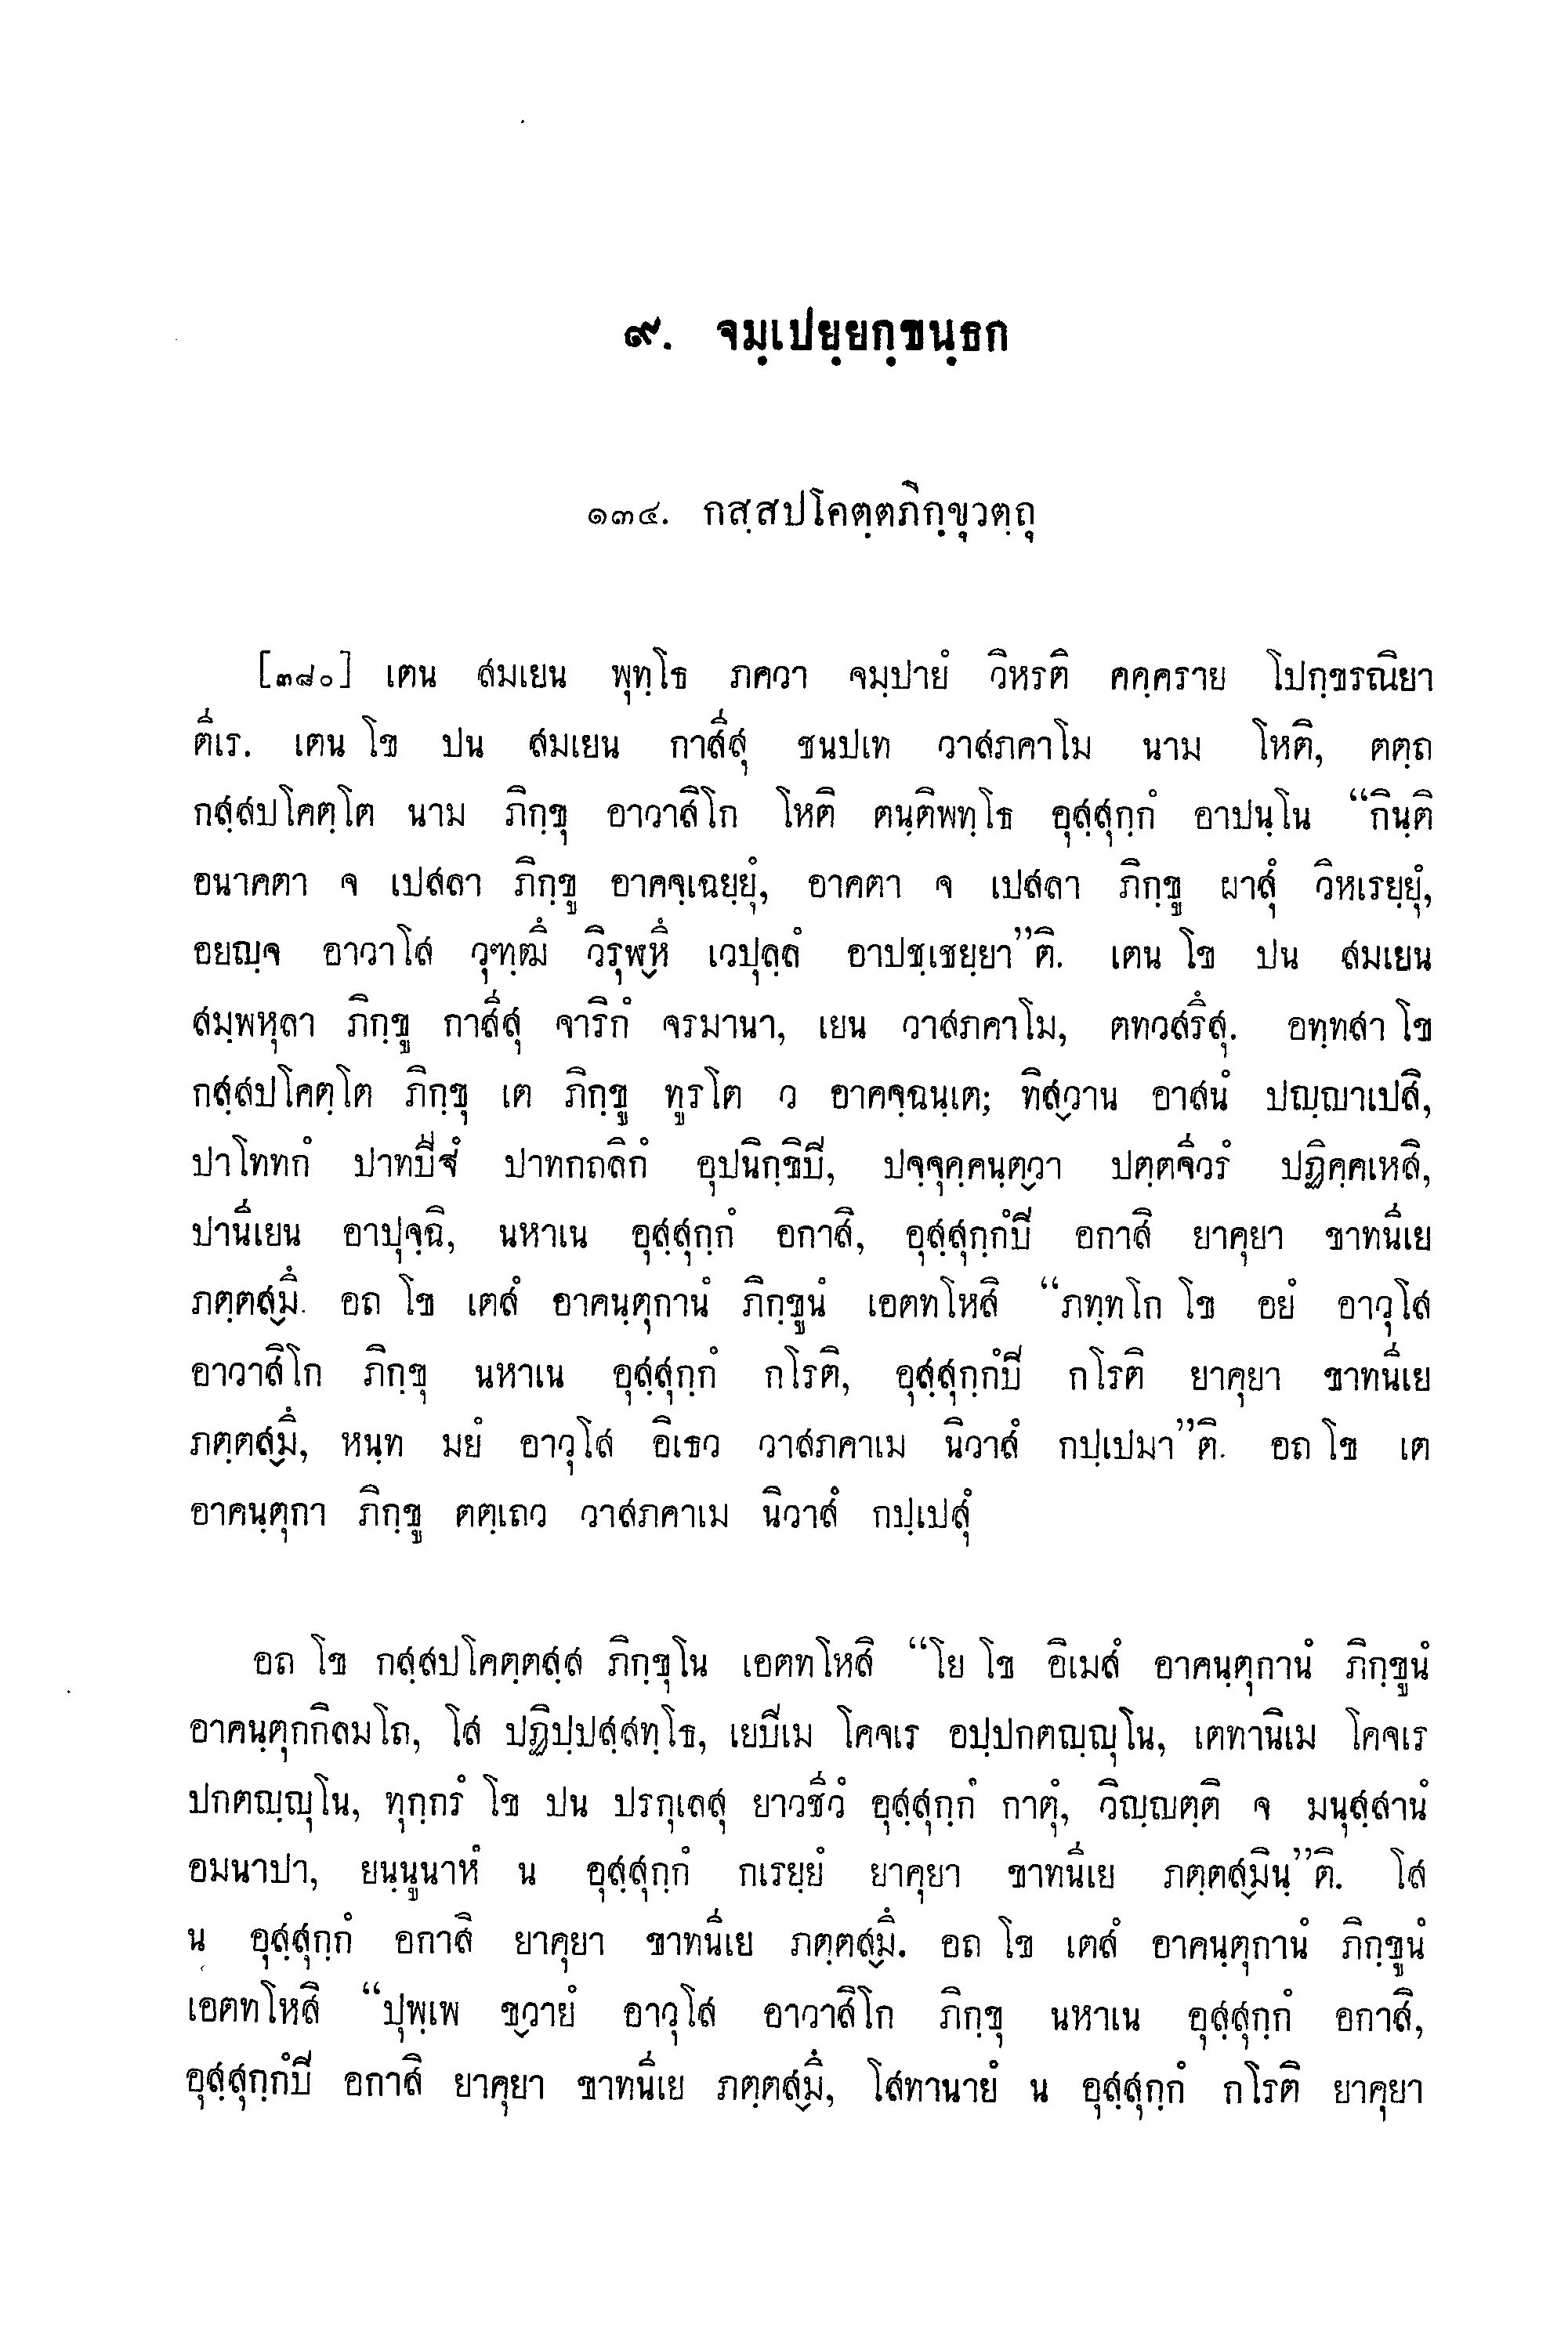 ๙. จมฺเปยฺยกฺขนฺธก
๑๓๔. กสฺสปโคตฺตภิกฺขุวตฺถุ
[๓๘๐] เตน สมเยน พุทฺโธ ภควา จมฺปายํ วิหรติ คคฺคราย โปกฺขรณิยา
ตีเร. เตน โข ปน สมเยน กาสีสุ ชนปเท วาสภคาโม นาม โหติ, ตตฺถ
กสฺสปโคตฺโต นาม ภิกฺขุ อาวาสิโก โหติ ตนฺติพทฺโธ อุสฺสุกฺกํ อาปนฺโน “กินฺติ
อนาคตา จ เปสลา ภิกฺขู อาคจฺเฉยฺยุํ, อาคตา จ เปสลา ภิกฺขู ผาสุํ วิหเรยฺยุํ,
อยญฺจ อาวาโส วุฑฺฒึ วิรุฬฺหึ เวปุลฺลํ อาปชฺเชยฺยา”ติ. เตน โข ปน สมเยน
สมฺพหุลา ภิกฺขู กาสีสุ จาริกํ จรมานา, เยน วาสภคาโม, ตทวสรึสุ. อทฺทสา โข
กสฺสปโคตฺโต ภิกฺขุ เต ภิกฺขู ทูรโต ว อาคจฺฉนฺเต; ทิสฺวาน อาสนํ ปญฺญาเปสิ,
ปาโททกํ ปาทปีฐํ ปาทกถลิกํ อุปนิกฺขิปิ, ปจฺจุคฺคนฺตฺวา ปตฺตจีวรํ ปฏิคฺคเหสิ,
ปานีเยน อาปุจฺฉิ, นหาเน อุสฺสุกฺกํ อกาสิ, อุสฺสุกฺกํปิ อกาสิ ยาคุยา ขาทนีเย
ภตฺตสฺมึ. อถ โข เตสํ อาคนฺตุกานํ ภิกฺขูนํ เอตทโหสิ “ภทฺทโก โข อยํ อาวุโส
อาวาสิโก ภิกฺขุ นหาเน อุสฺสุกฺกํ กโรติ, อุสฺสุกฺกํปิ กโรติ ยาคุยา ขาทนีเย
ภตฺตสฺมึ, หนฺท มยํ อาวุโส อิเธว วาสภคาเม นิวาสํ กปฺเปมา”ติ. อถ โข เต
อาคนฺตุกา ภิกฺขู ตตฺเถว วาสภคาเม นิวาสํ กปฺเปสุํ
อถ โข กสฺสปโคตฺตสฺส ภิกฺขุโน เอตทโหสิ “โย โข อิเมสํ อาคนฺตุกานํ ภิกฺขูนํ
อาคนฺตุกกิลมโถ, โส ปฏิปฺปสฺสทฺโธ, เยปีเม โคจเร อปฺปกตญฺญุโน, เตทานิเม โคจเร
ปกตญฺญุโน, ทุกฺกรํ โข ปน ปรกุเลสุ ยาวชีวํ อุสฺสุกฺกํ กาตุํ, วิญฺญตฺติ จ มนุสฺสานํ
อมนาปา, ยนฺนูนาหํ น อุสฺสุกฺกํ กเรยฺยํ ยาคุยา ขาทนีเย ภตฺตสฺมินฺ”ติ. โส
น อุสฺสุกฺกํ อกาสิ ยาคุยา ขาทนีเย ภตฺตสฺมึ. อถ โข เตสํ อาคนฺตุกานํ ภิกฺขูนํ
เอตทโหสิ “ปุพฺเพ ขฺวายํ อาวุโส อาวาสิโก ภิกฺขุ นหาเน อุสฺสุกฺกํ อกาสิ,
อุสฺสุกฺกํปิ อกาสิ ยาคุยา ขาทนีเย ภตฺตสฺมึ, โสทานายํ น อุสฺสุกฺกํ กโรติ ยาคุยา